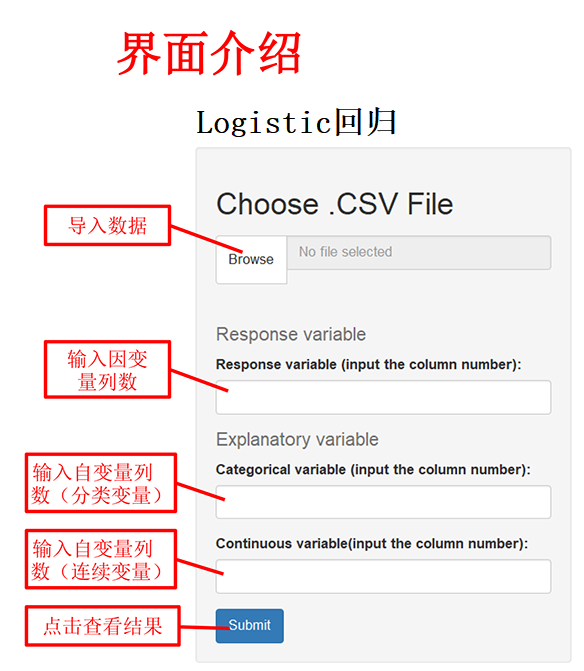 界面介绍
Logistic回归
Choose .CSV File
导入数据
Browse
No file selected
Response variable
输入因变
量列数
Response variable (input the column number):
Explanatory variable
Categorical variable (input the column number):
输入自变量列
数（分类变量）
Continuous variable(input the column number):
输入自变量列
数（连续变量）
点击查看结果
Submit